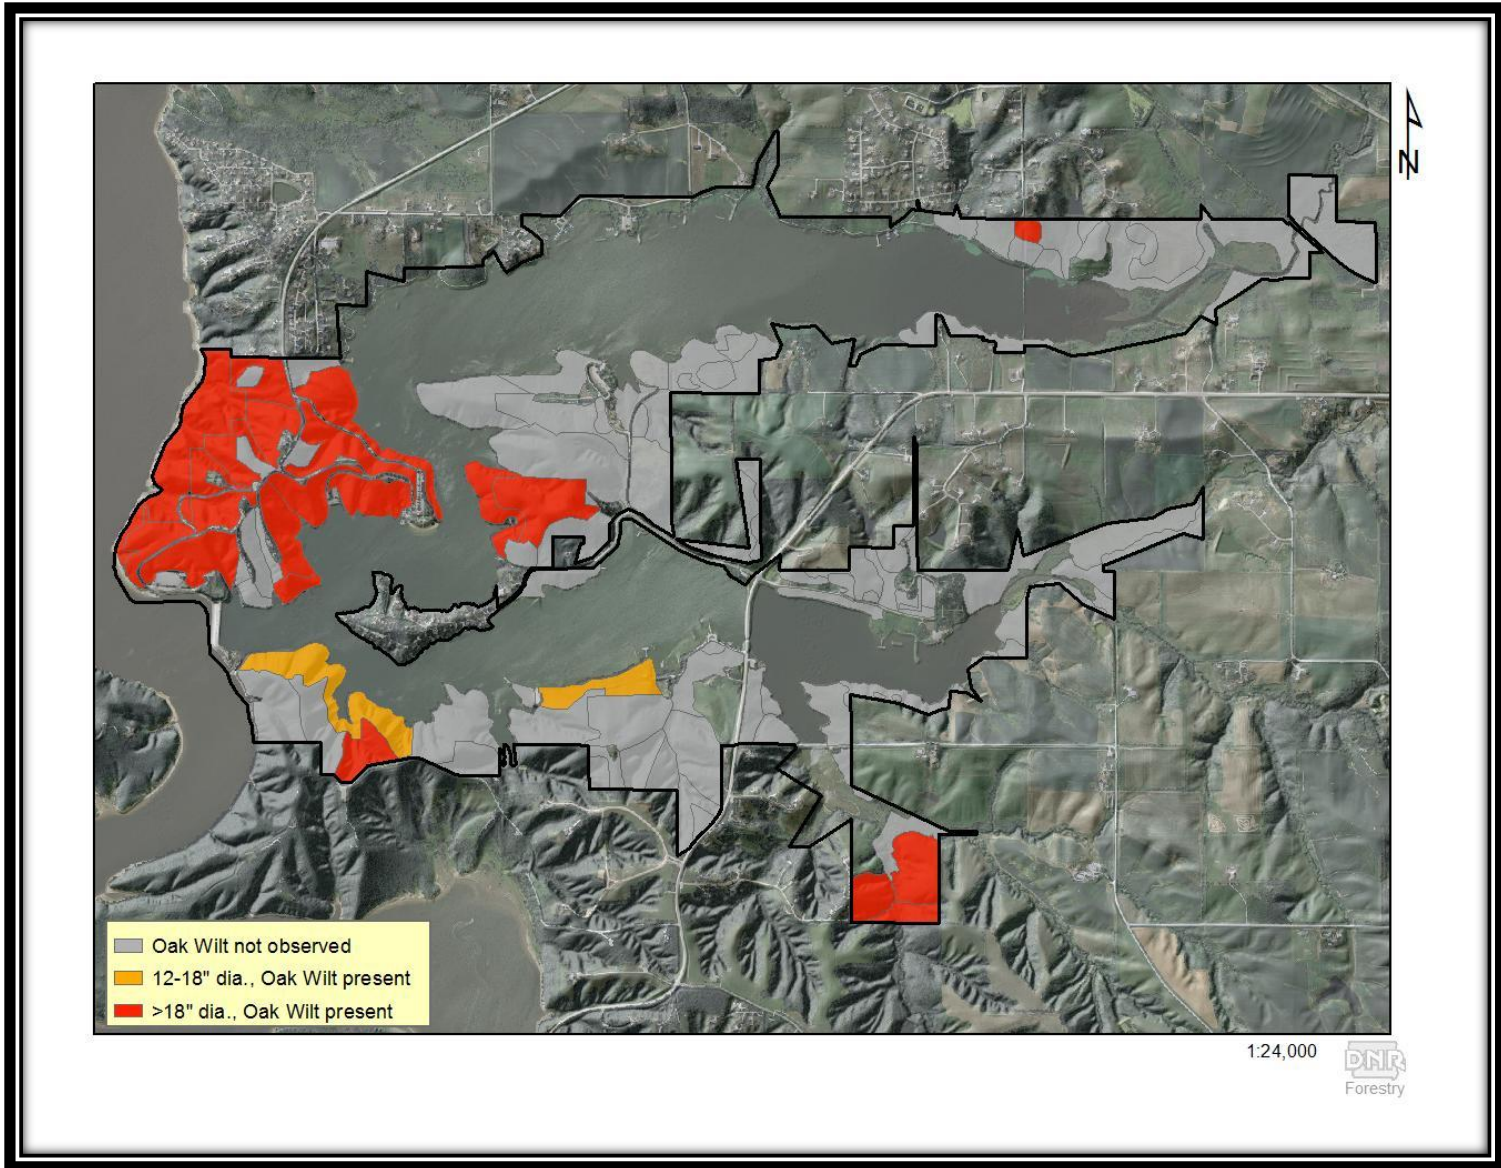 N
Oak Wilt not observed
12-18" dia., Oak Wilt present
>18" dia., Oak Wilt present
1:24,000
DNR
Forestry